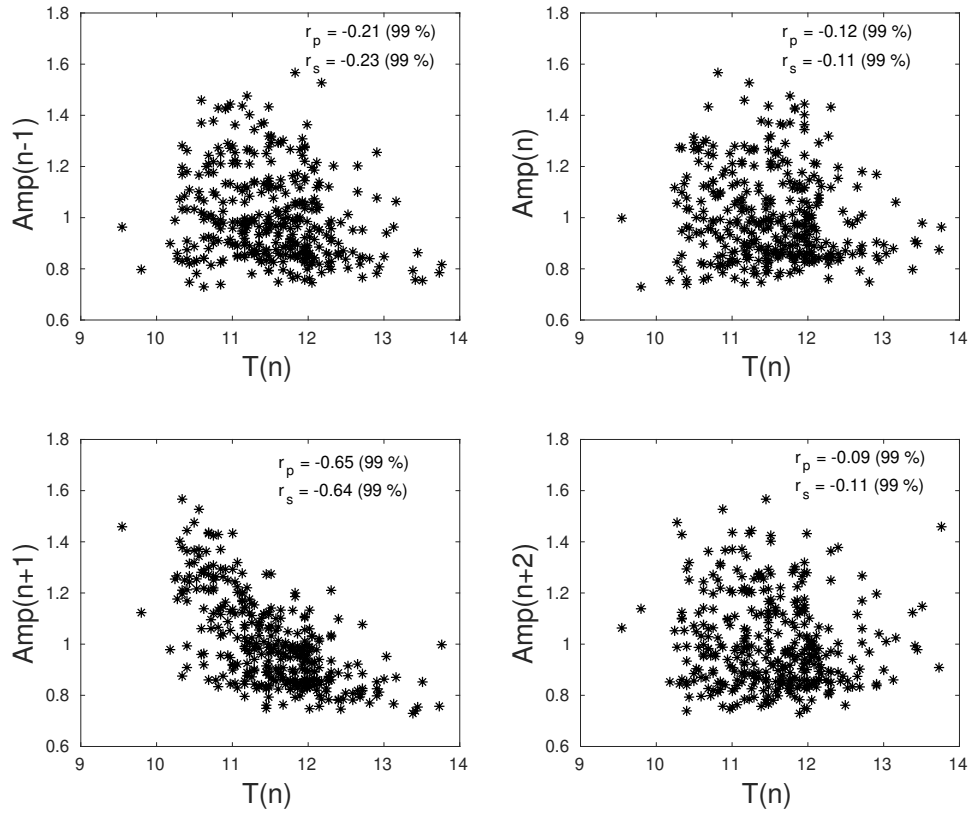 r_p = -0.21 (99 %)
r_s = -0.23 (99 %)
1.8
1.6
1.4
1.2
1
0.8
0.6
Amp(n-1)
9 10 11 12 13 14
T(n)
r_p = -0.12 (99 %)
r_s = -0.11 (99 %)
1.8
1.6
1.4
1.2
1
0.8
0.6
Amp(n)
9 10 11 12 13 14
T(n)
r_p = -0.65 (99 %)
r_s = -0.64 (99 %)
1.8
1.6
1.4
1.2
1
0.8
0.6
Amp(n+1)
9 10 11 12 13 14
T(n)
r_p = -0.09 (99 %)
r_s = -0.11 (99 %)
1.8
1.6
1.4
1.2
1
0.8
0.6
Amp(n+2)
9 10 11 12 13 14
T(n)